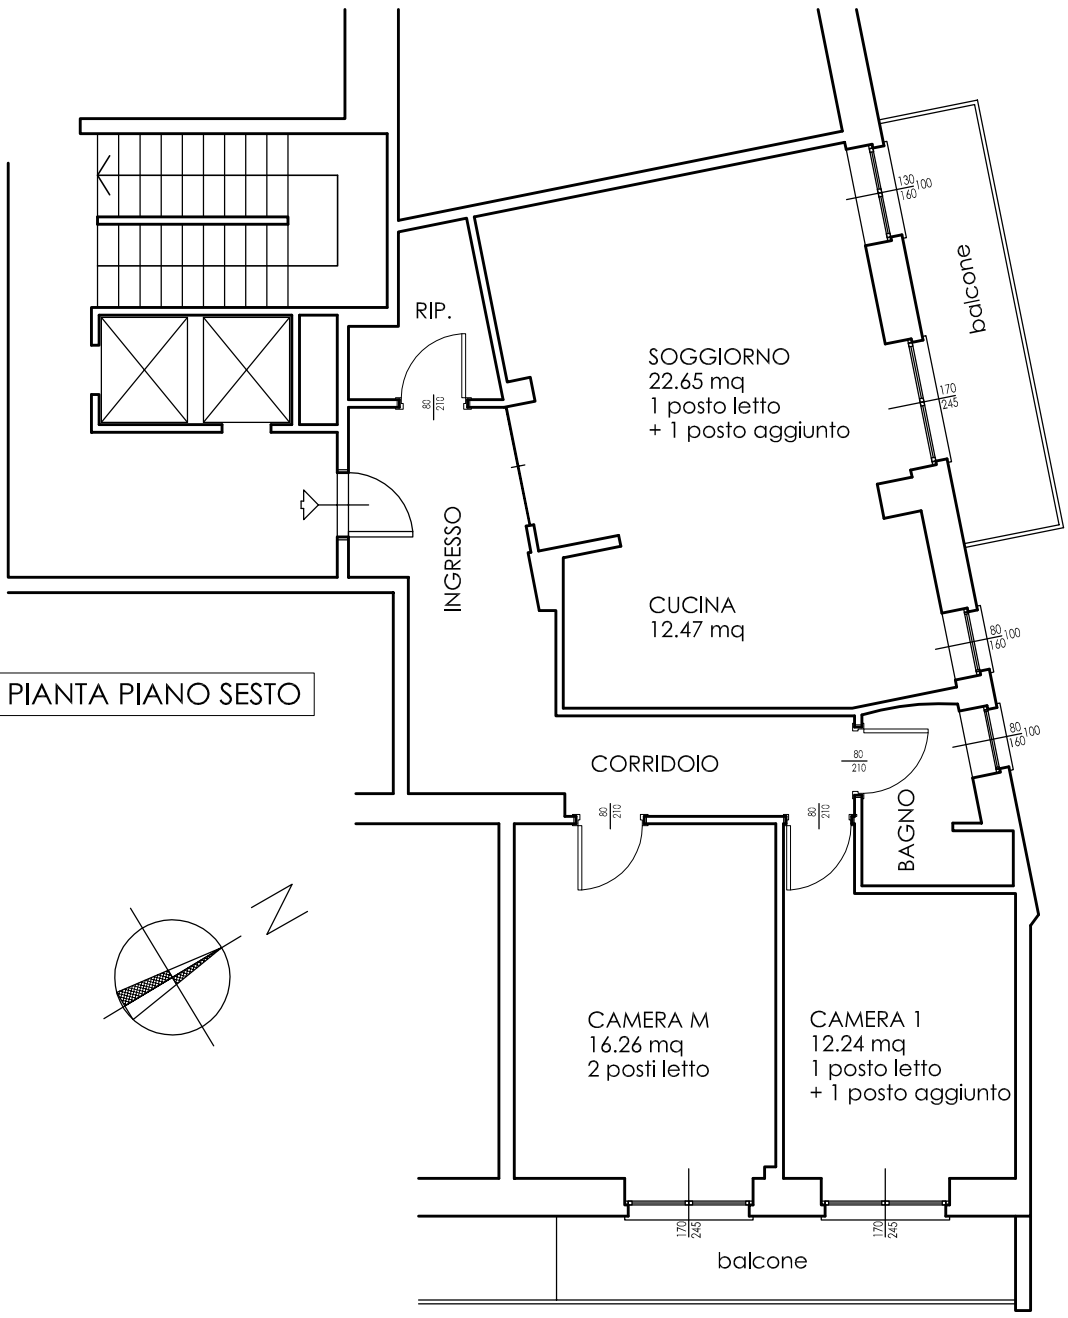 130
160
100
balcone
RIP.
SOGGIORNO
22.65 mq
1 posto letto
+ 1 posto aggiunto
170
245
80
210
INGRESSO
CUCINA
12.47 mq
80
160
100
PIANTA PIANO SESTO
80
160
100
CORRIDOIO
80
210
80
210
80
210
BAGNO
N
CAMERA M
16.26 mq
2 posti letto
CAMERA 1
12.24 mq
1 posto letto
+ 1 posto aggiunto
170
245
170
245
balcone